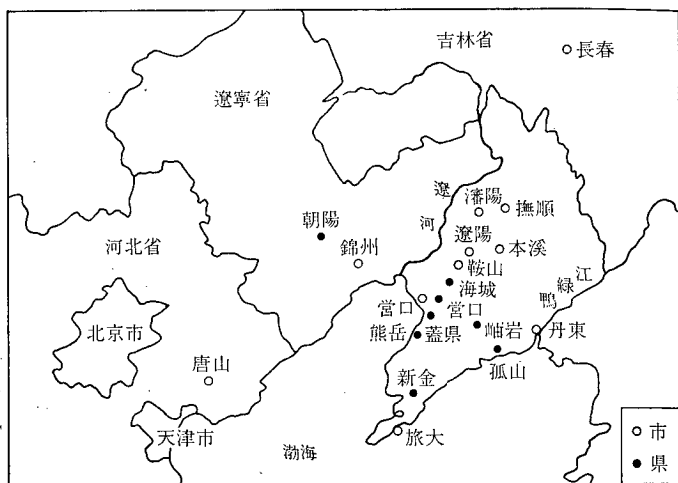 吉林省
長春
遼寧省
遼河
瀋陽
撫順
朝陽
錦州
遼陽
本溪
鞍山
河北省
海城
鴨緑江
営口
営口
北京市
熊岳
蓋県
岫岩
丹東
唐山
新金
孤山
天津市
渤海
旅大
○ 市
● 県